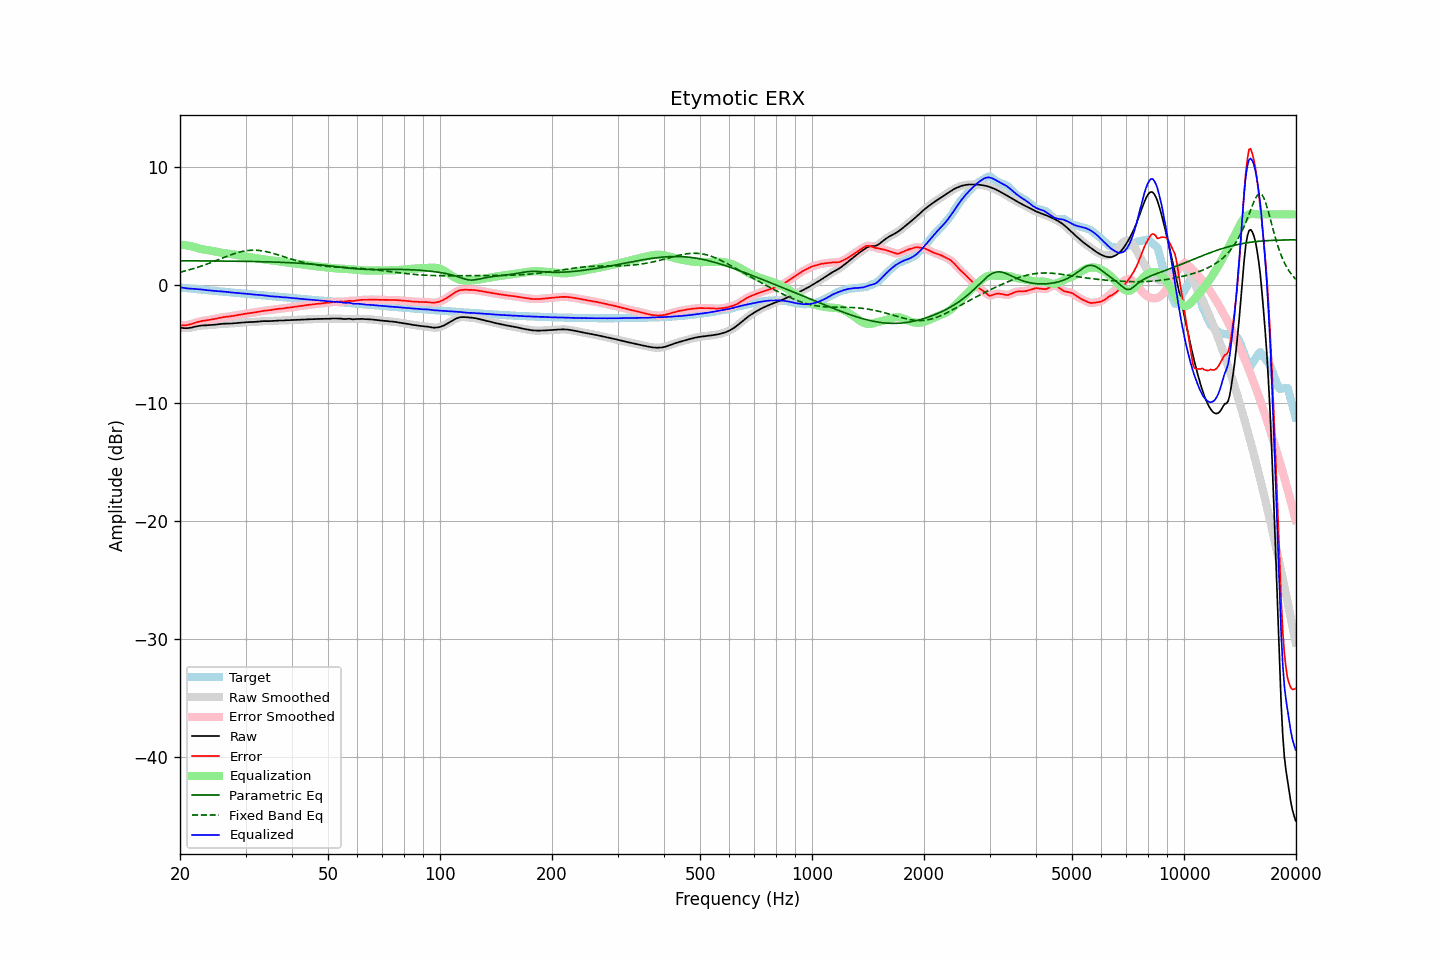 Etymotic ERX
Amplitude (dBr)
10
0
−10
−20
−30
−40
Target
Raw Smoothed
Error Smoothed
Raw
Error
Equalization
Parametric Eq
Fixed Band Eq
Equalized
20
50
100
200
500
1000
2000
5000
10000
20000
Frequency (Hz)